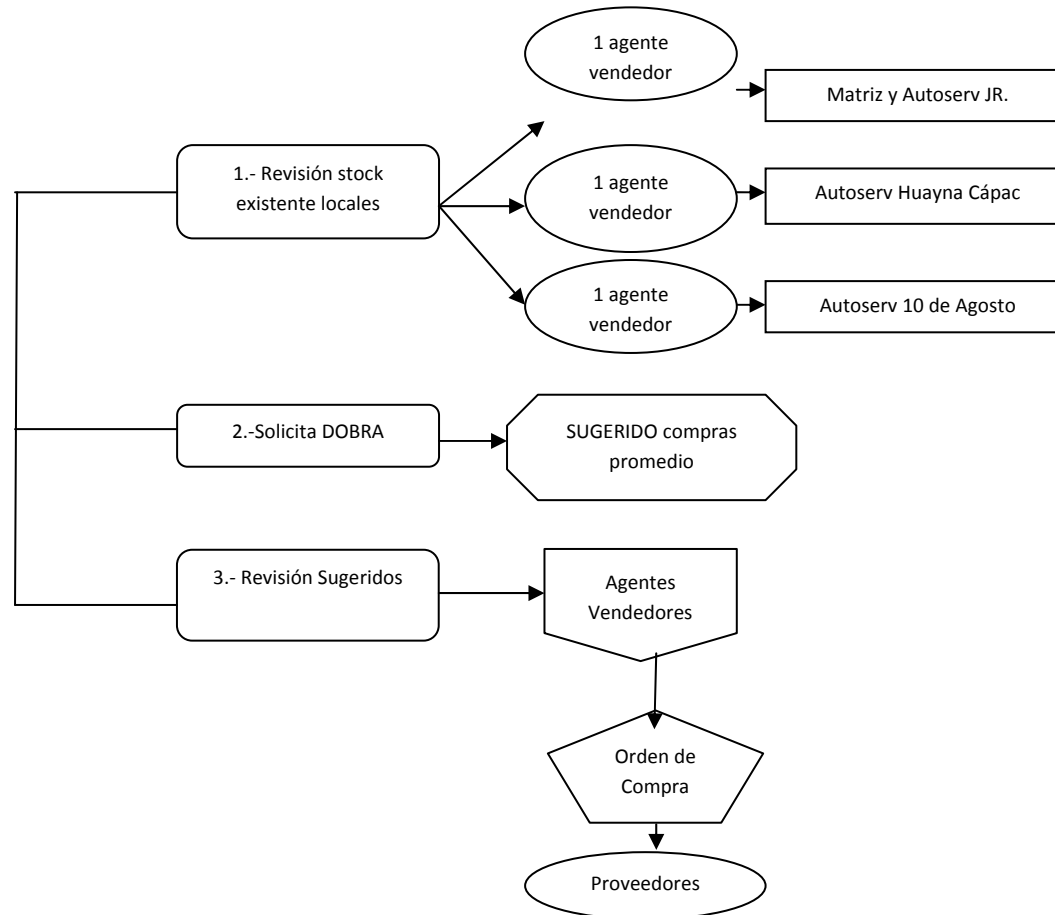 1 agente
vendedor
Matriz y Autoserv JR.
1.- Revisión stock
existente locales
1 agente
vendedor
Autoserv Huayna Cápac
1 agente
vendedor
Autoserv 10 de Agosto
2.-Solicita DOBRA
SUGERIDO compras
promedio
3.- Revisión Sugeridos
Agentes
Vendedores
Orden de
Compra
Proveedores